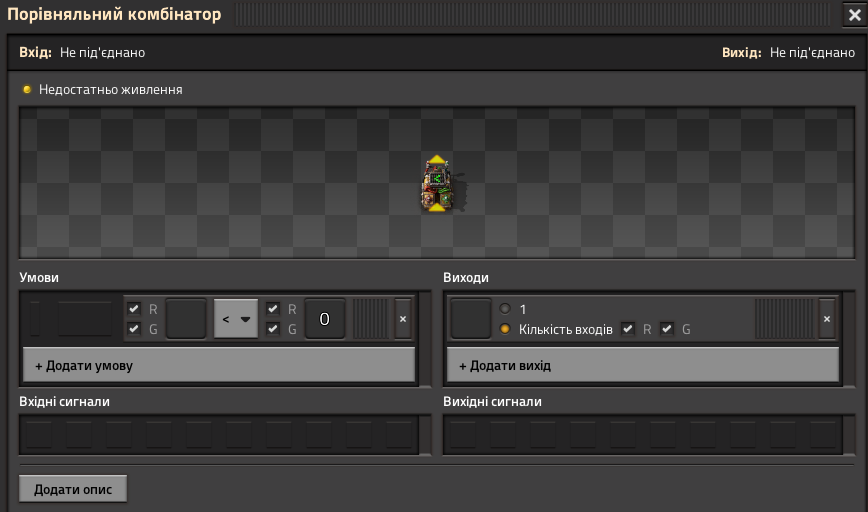 Порівняльний комбінатор
Вхід: Не під'єднано Вихід: Не під'єднано
Недостатньо живлення
Умови
R < R 0
G G
+ Додати умову
Виходи
1
Кількість входів R G
+ Додати вихід
Вхідні сигнали
Вихідні сигнали
Додати опис